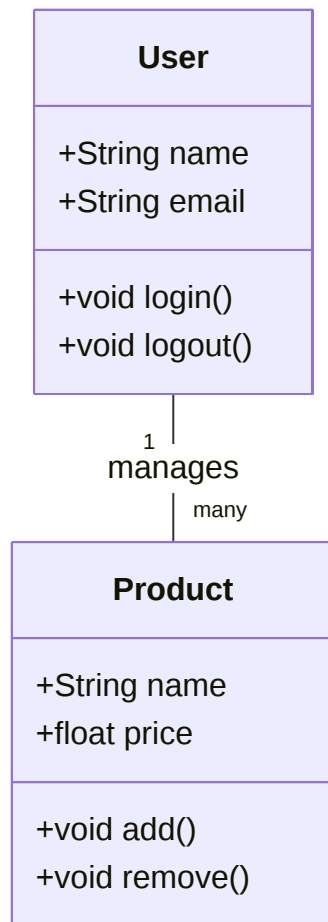 User
+String name
+String email
+void login()
+void logout()
1
manages
many
Product
+String name
+float price
+void add()
+void remove()